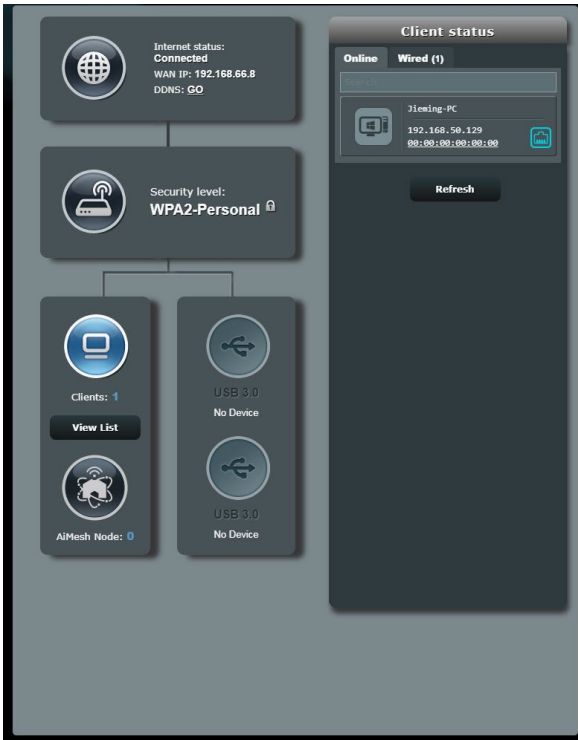 Internet status:
Connected
WAN IP: 192.168.66.8
DDNS: GO
Security level:
WPA2-Personal
Clients: 1
View List
AiMesh Node: 0
USB 3.0
No Device
USB 3.0
No Device
Client status
Online Wired (1)
Search
Jieming-PC
192.168.50.129
00:00:00:00:00:00
Refresh